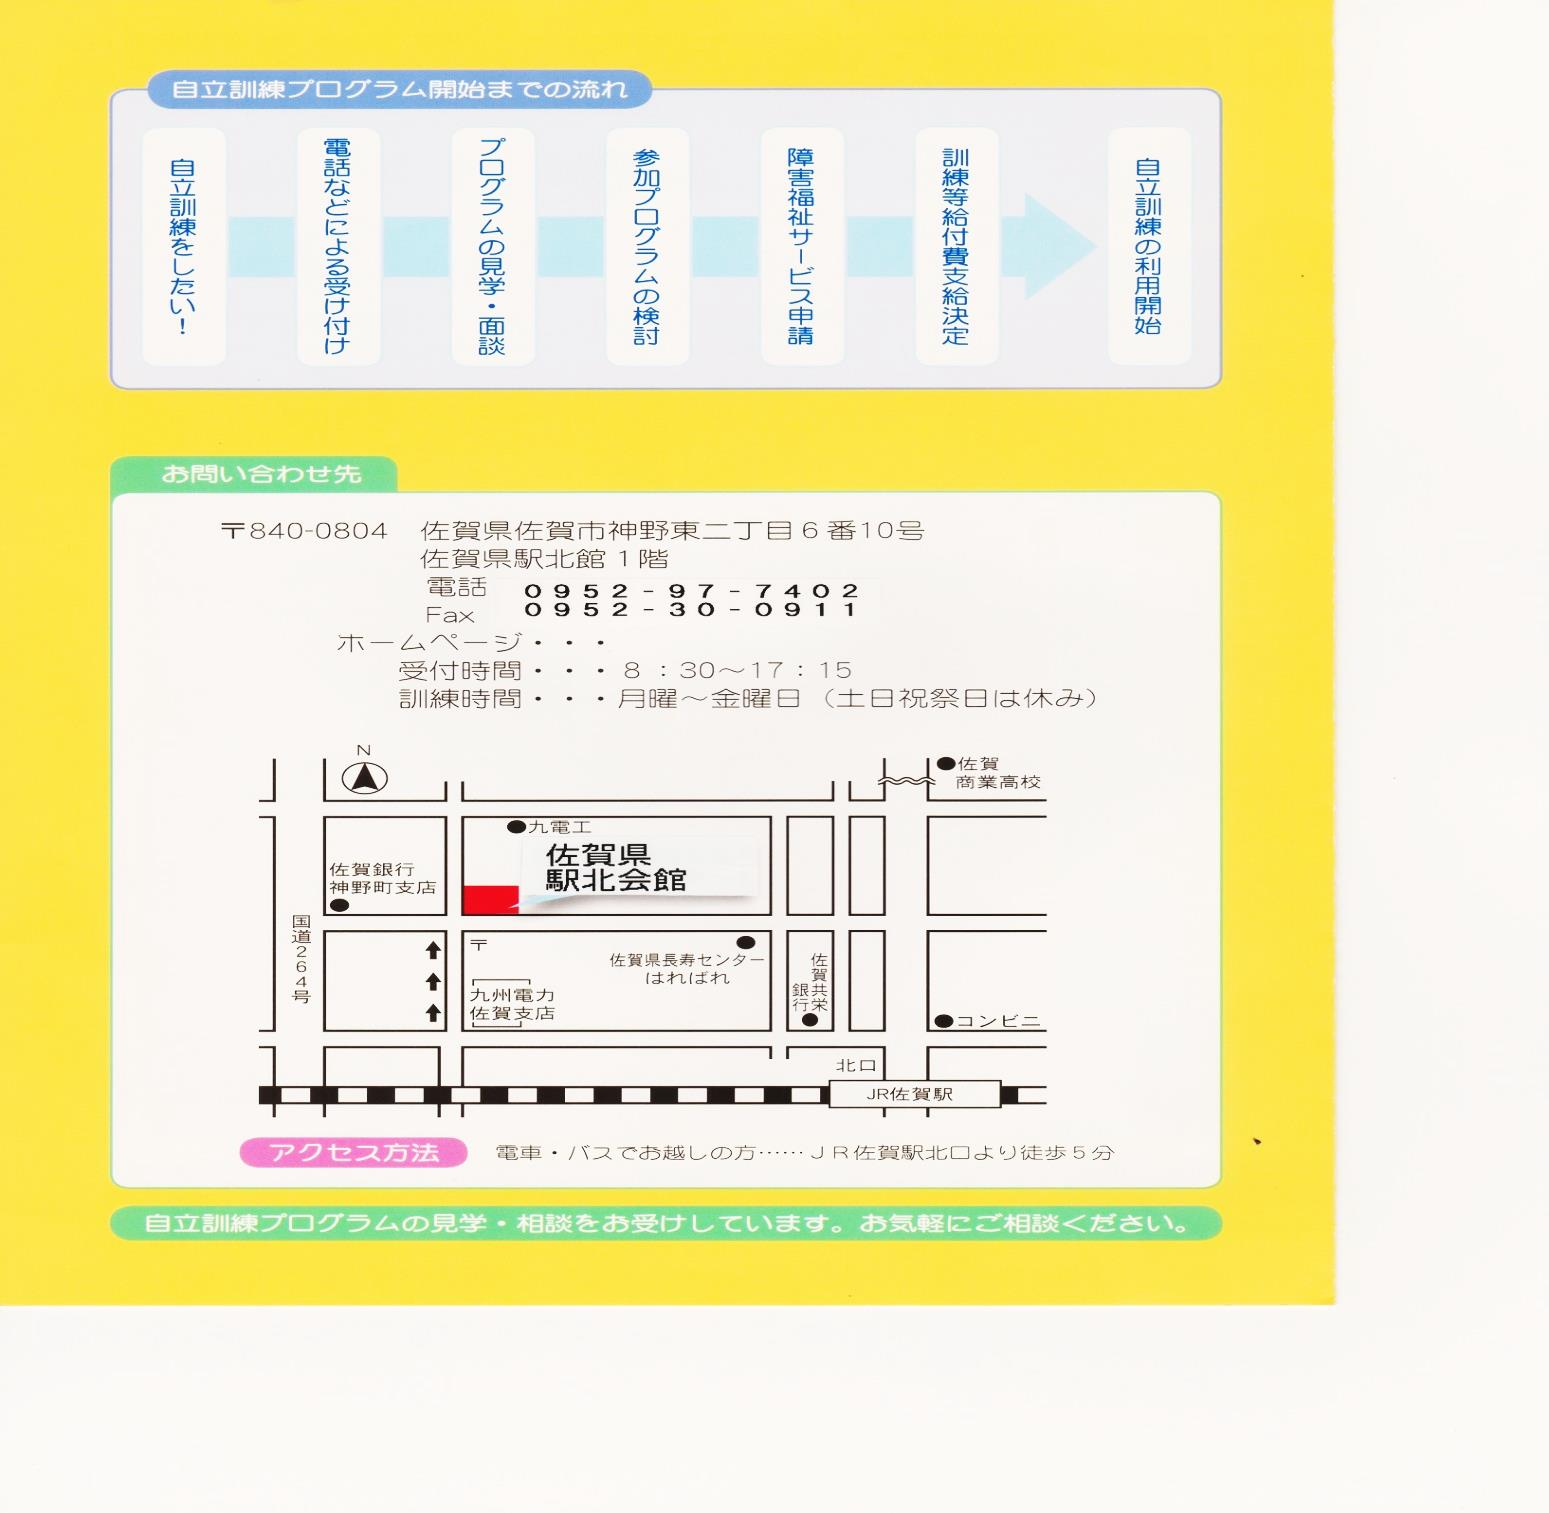 自立訓練プログラム開始までの流れ
自立訓練をしたい！
電話などによる受け付け
プログラムの見学・面談
参加プログラムの検討
障害福祉サービス申請
訓練等給付費支給決定
自立訓練の利用開始
お問い合わせ先
〒840-0804 佐賀県佐賀市神野東二丁目6番10号
佐賀県駅北館1階
電話 0952-97-7402
Fax 0952-30-0911
ホームページ・・・
受付時間・・・8：30～17：15
訓練時間・・・月曜～金曜日（土日祝祭日は休み）
N
佐賀
商業高校
九電工
佐賀県
駅北会館
佐賀銀行
神野町支店
国道264号
〒
佐賀県長寿センター
はればれ
九州電力
佐賀支店
佐賀共栄
銀行
コンビニ
北口
JR佐賀駅
アクセス方法 電車・バスでお越しの方……ＪＲ佐賀駅北口より徒歩5分
自立訓練プログラムの見学・相談をお受けしています。お気軽にご相談ください。